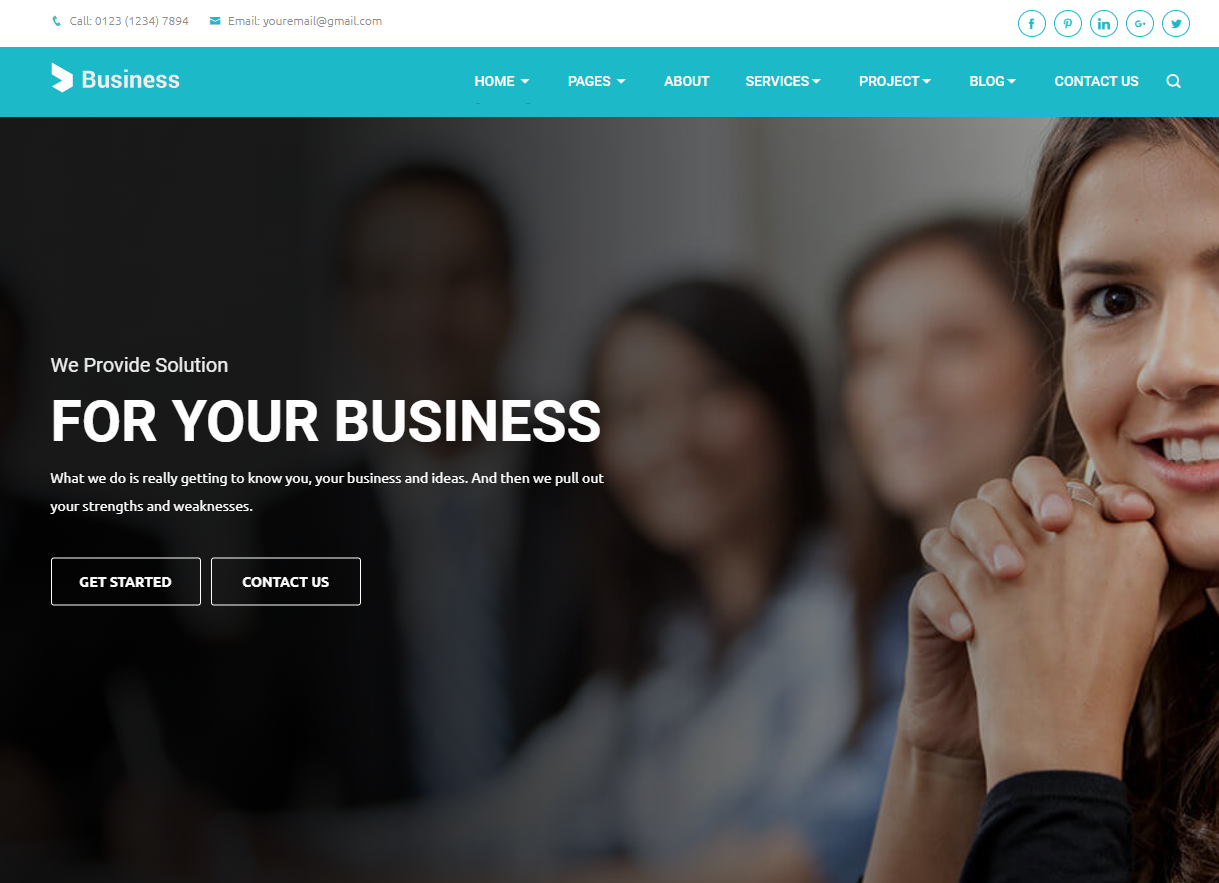 Call: 0123 (1234) 7894 Email: youremail@gmail.com
Business HOME PAGES ABOUT SERVICES PROJECT BLOG CONTACT US
We Provide Solution
FOR YOUR BUSINESS
What we do is really getting to know you, your business and ideas. And then we pull out
your strengths and weaknesses.
GET STARTED CONTACT US